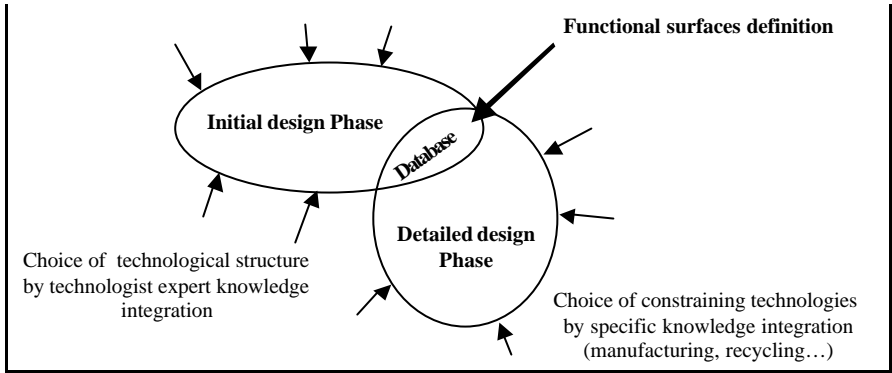 Functional surfaces definition
Initial design Phase
Database
Detailed design
Phase
Choice of technological structure
by technologist expert knowledge
integration
Choice of constraining technologies
by specific knowledge integration
(manufacturing, recycling…)